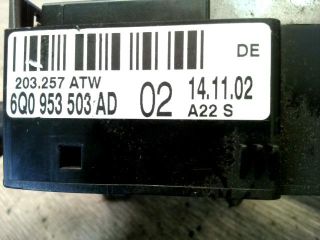 DE
203.257 ATW
6Q0 953 503 AD 02 14.11.02
A22 S